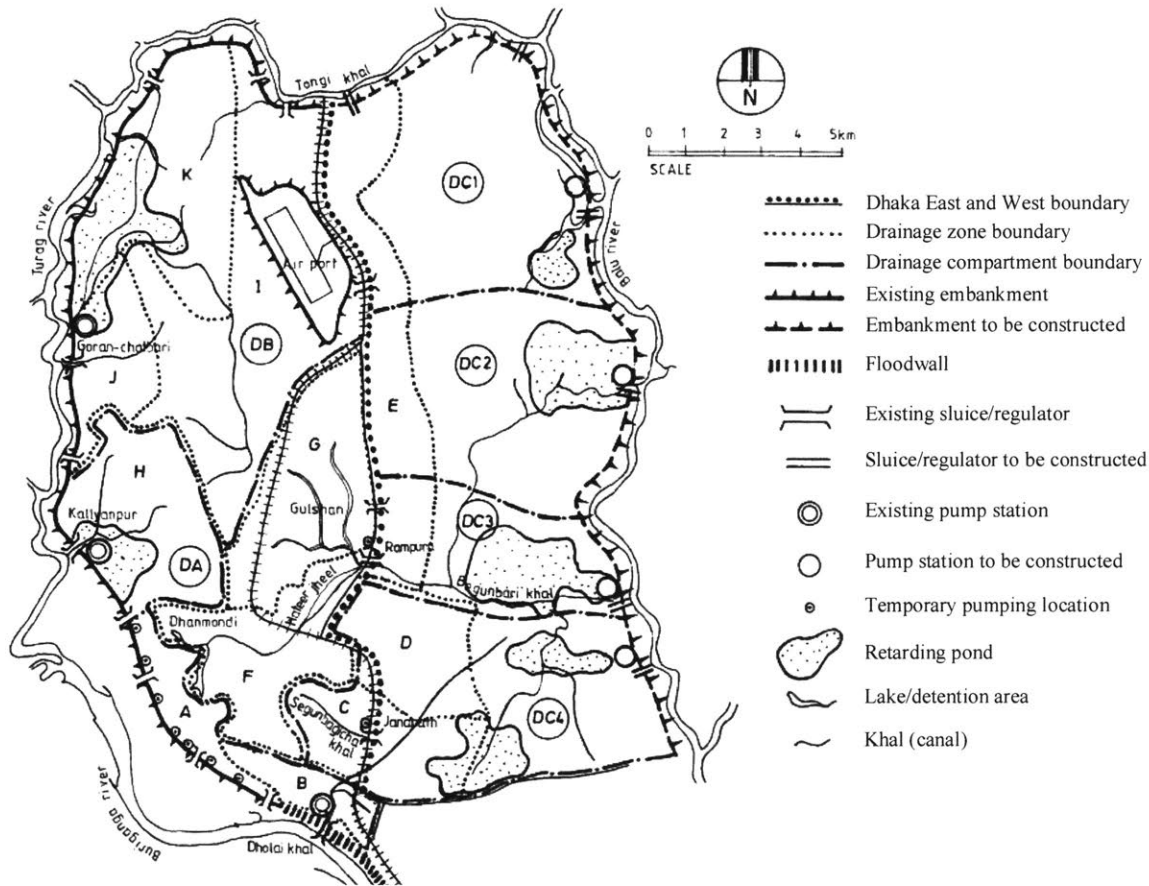 Tongi khal
N
0 1 2 3 4 5km
SCALE
K
DC1
Dhaka East and West boundary
Drainage zone boundary
Drainage compartment boundary
Existing embankment
Embankment to be constructed
Floodwall
Existing sluice/regulator
Sluice/regulator to be constructed
Existing pump station
Pump station to be constructed
Temporary pumping location
Retarding pond
Lake/detention area
Khal (canal)
Turag river
Balu river
Air port
I
Goran-chatbari
DB
DC2
J
E
G
H
Gulshan
Kallyanpur
DC3
Rampura
DA
Begunbari khal
Hateer jheel
Dhanmondi
D
F
A
C
Segunbagicha
khal
Janapath
DC4
B
Buriganga river
Dholai khal